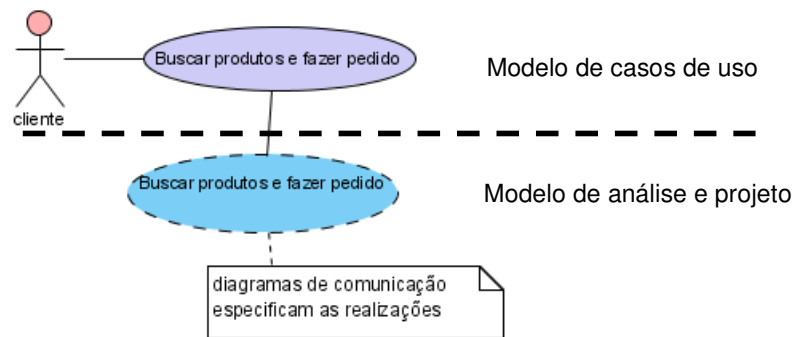 Buscar produtos e fazer pedido
Modelo de casos de uso
cliente
Buscar produtos e fazer pedido
Modelo de análise e projeto
diagramas de comunicação
especificam as realizações